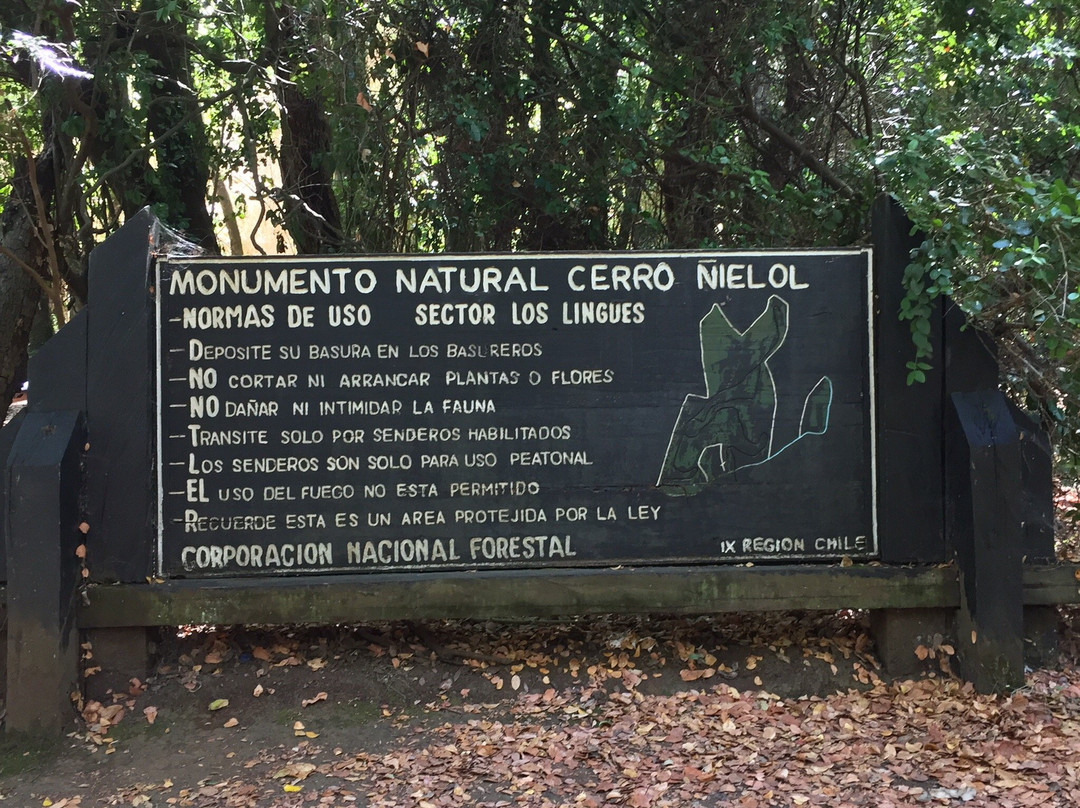 MONUMENTO NATURAL CERRO ÑIELOL
-NORMAS DE USO SECTOR LOS LINGUES
-DEPOSITE SU BASURA EN LOS BASUREROS
-NO CORTAR NI ARRANCAR PLANTAS O FLORES
-NO DAÑAR NI INTIMIDAR LA FAUNA
-TRANSITE SOLO POR SENDEROS HABILITADOS
-LOS SENDEROS SON SOLO PARA USO PEATONAL
-EL USO DEL FUEGO NO ESTA PERMITIDO
-RECUERDE ESTA ES UN AREA PROTEJIDA POR LA LEY
CORPORACION NACIONAL FORESTAL IX REGION CHILE